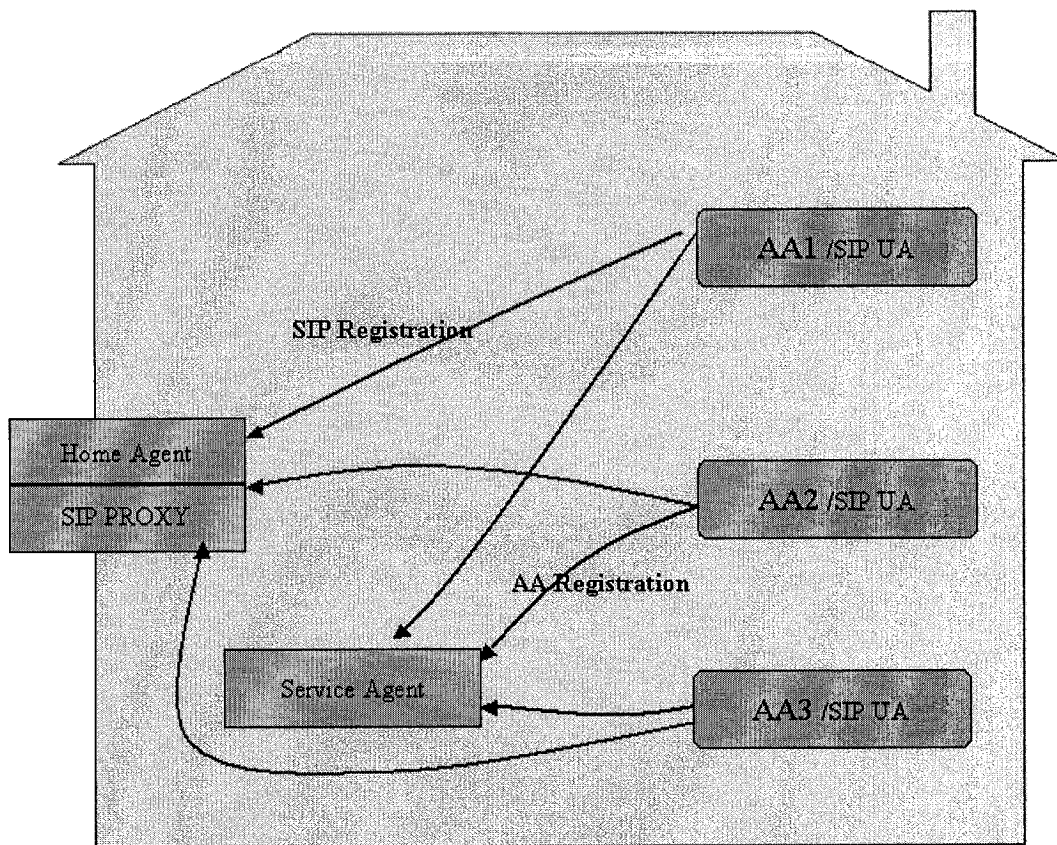 AA1 /SIP UA
SIP Registration
Home Agent
SIP PROXY
AA2 /SIP UA
AA Registration
Service Agent
AA3 /SIP UA